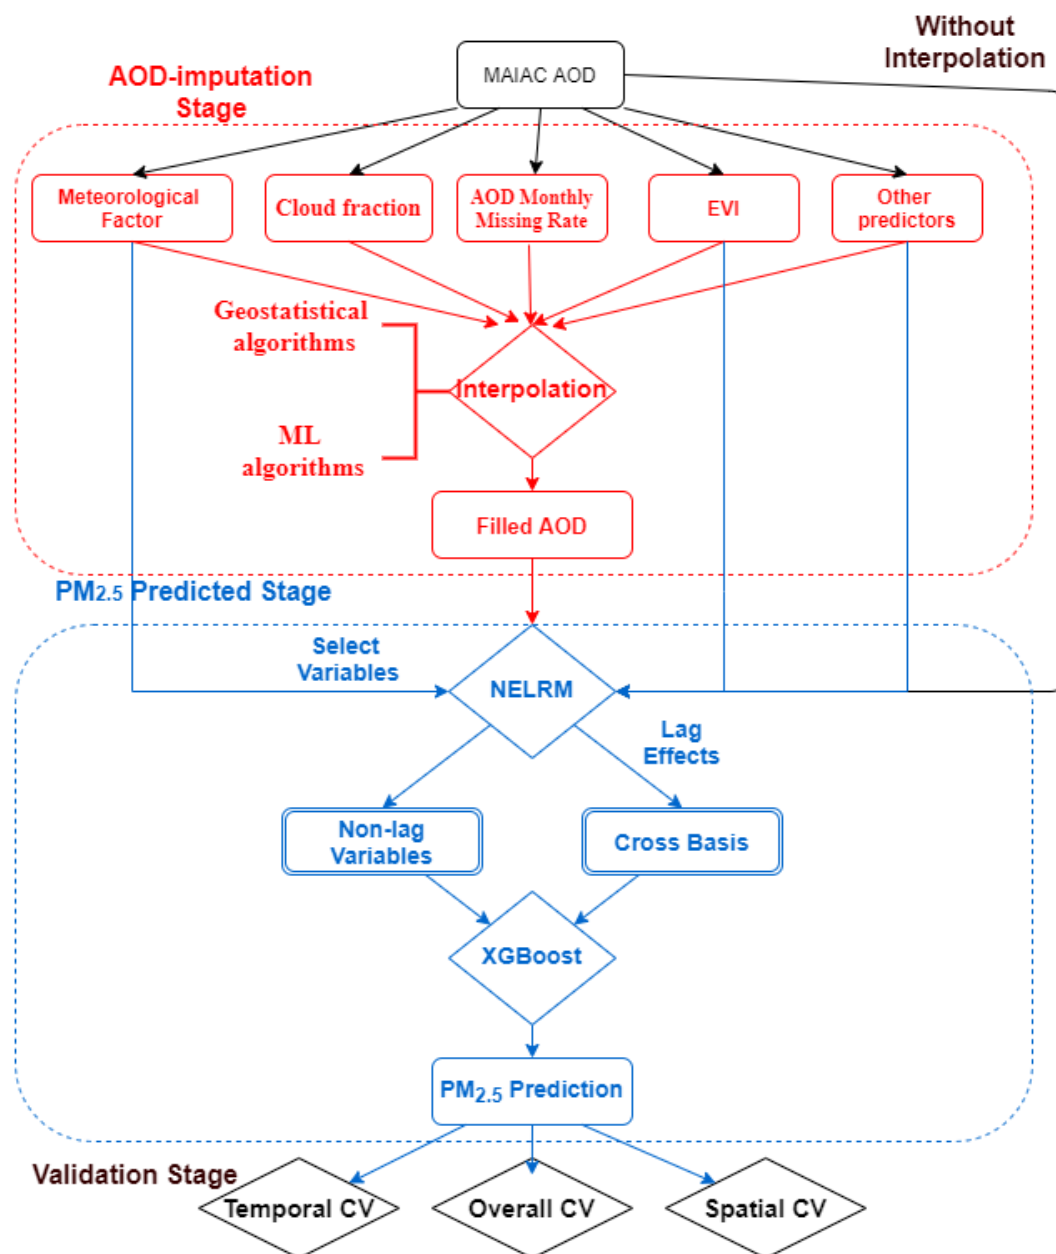 Without
Interpolation
AOD-imputation
Stage
MAIAC AOD
Meteorological
Factor
Cloud fraction
AOD Monthly
Missing Rate
EVI
Other
predictors
Geostatistical
algorithms
Interpolation
ML
algorithms
Filled AOD
PM2.5 Predicted Stage
Select
Variables
NELRM
Lag
Effects
Non-lag
Variables
Cross Basis
XGBoost
PM2.5 Prediction
Validation Stage
Temporal CV
Overall CV
Spatial CV